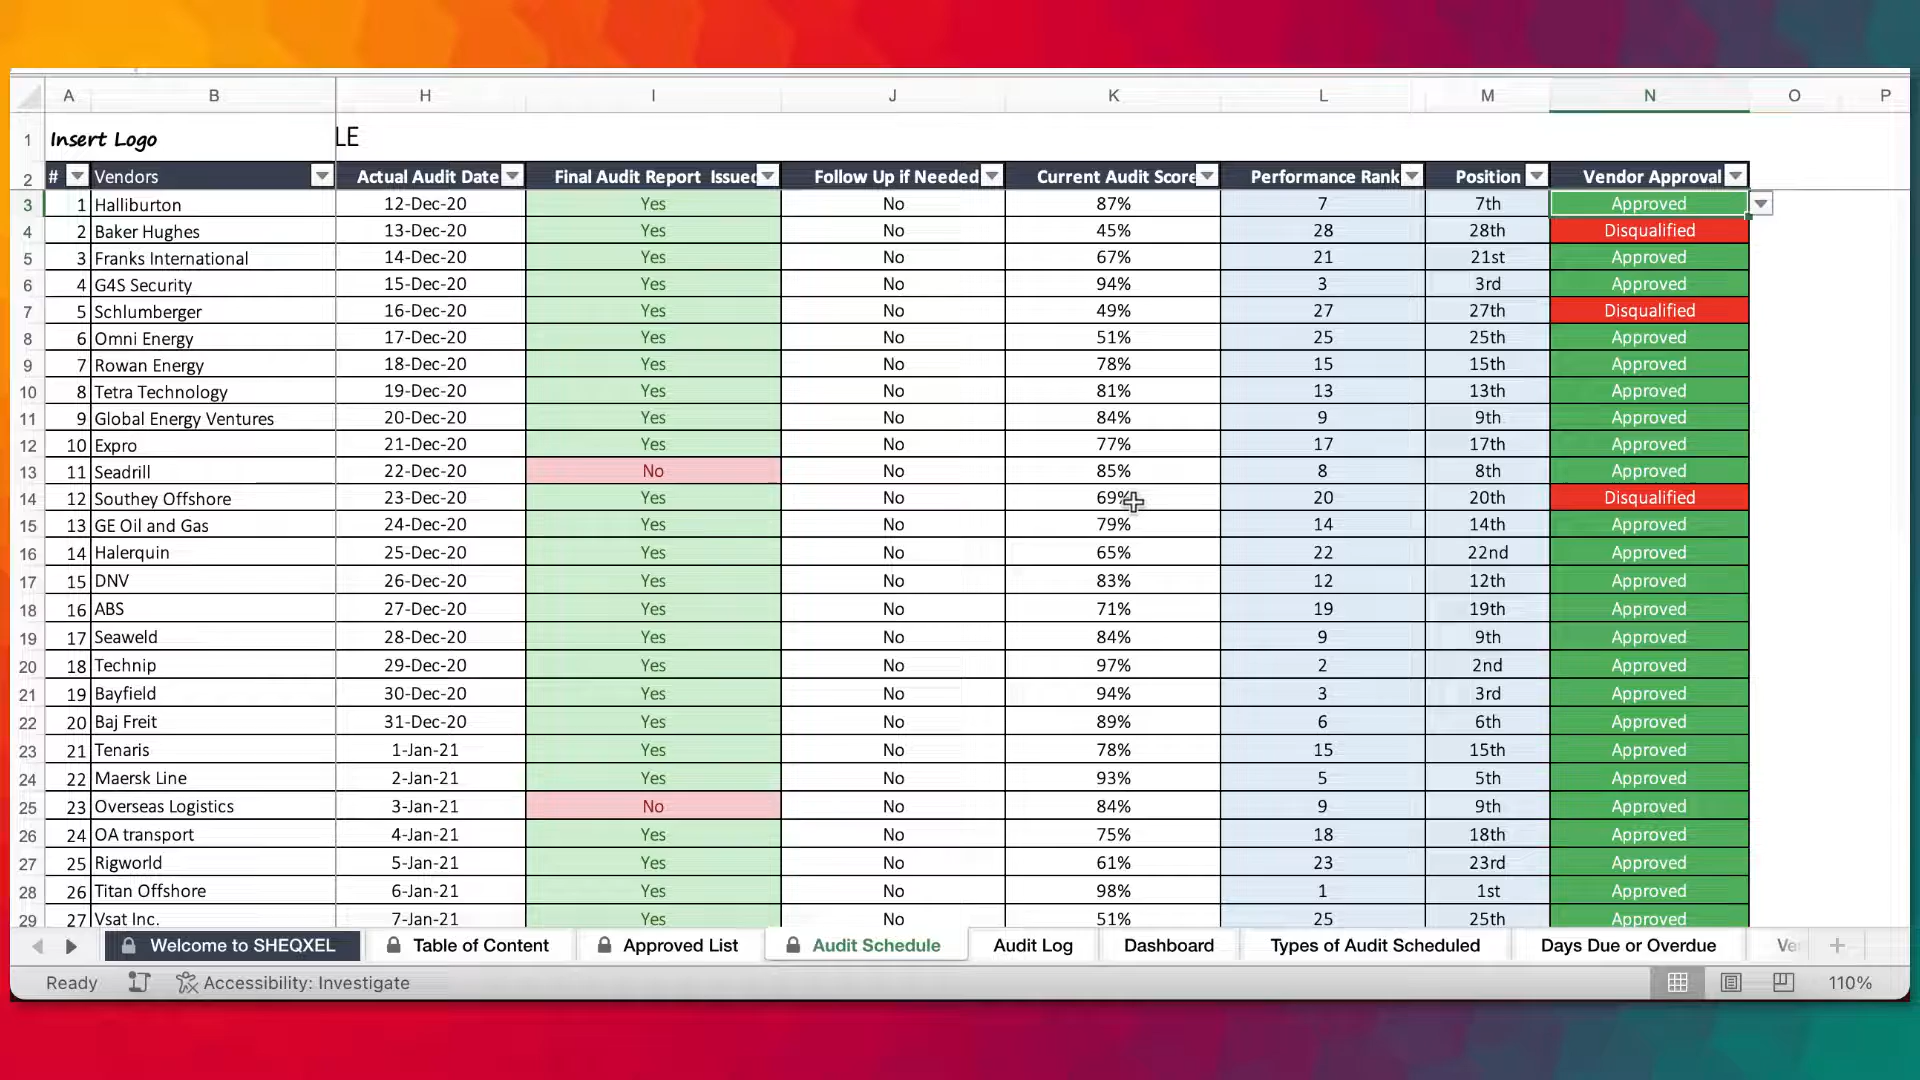 A B H I J K L M N O P
1 Insert Logo LE
2 # Vendors Actual Audit Date Final Audit Report Issued Follow Up if Needed Current Audit Score Performance Rank Position Vendor Approval
3 1 Halliburton 12-Dec-20 Yes No 87% 7 7th Approved
4 2 Baker Hughes 13-Dec-20 Yes No 45% 28 28th Disqualified
5 3 Franks International 14-Dec-20 Yes No 67% 21 21st Approved
6 4 G4S Security 15-Dec-20 Yes No 94% 3 3rd Approved
7 5 Schlumberger 16-Dec-20 Yes No 49% 27 27th Disqualified
8 6 Omni Energy 17-Dec-20 Yes No 51% 25 25th Approved
9 7 Rowan Energy 18-Dec-20 Yes No 78% 15 15th Approved
10 8 Tetra Technology 19-Dec-20 Yes No 81% 13 13th Approved
11 9 Global Energy Ventures 20-Dec-20 Yes No 84% 9 9th Approved
12 10 Expro 21-Dec-20 Yes No 77% 17 17th Approved
13 11 Seadrill 22-Dec-20 No No 85% 8 8th Approved
14 12 Southey Offshore 23-Dec-20 Yes No 69% 20 20th Disqualified
15 13 GE Oil and Gas 24-Dec-20 Yes No 79% 14 14th Approved
16 14 Halerquin 25-Dec-20 Yes No 65% 22 22nd Approved
17 15 DNV 26-Dec-20 Yes No 83% 12 12th Approved
18 16 ABS 27-Dec-20 Yes No 71% 19 19th Approved
19 17 Seaweld 28-Dec-20 Yes No 84% 9 9th Approved
20 18 Technip 29-Dec-20 Yes No 97% 2 2nd Approved
21 19 Bayfield 30-Dec-20 Yes No 94% 3 3rd Approved
22 20 Baj Freit 31-Dec-20 Yes No 89% 6 6th Approved
23 21 Tenaris 1-Jan-21 Yes No 78% 15 15th Approved
24 22 Maersk Line 2-Jan-21 Yes No 93% 5 5th Approved
25 23 Overseas Logistics 3-Jan-21 No No 84% 9 9th Approved
26 24 OA transport 4-Jan-21 Yes No 75% 18 18th Approved
27 25 Rigworld 5-Jan-21 Yes No 61% 23 23rd Approved
28 26 Titan Offshore 6-Jan-21 Yes No 98% 1 1st Approved
29 27 Vsat Inc. 7-Jan-21 Yes No 51% 25 25th Approved
Welcome to SHEQXEL Table of Content Approved List Audit Schedule Audit Log Dashboard Types of Audit Scheduled Days Due or Overdue Ve
Ready Accessibility: Investigate 110%